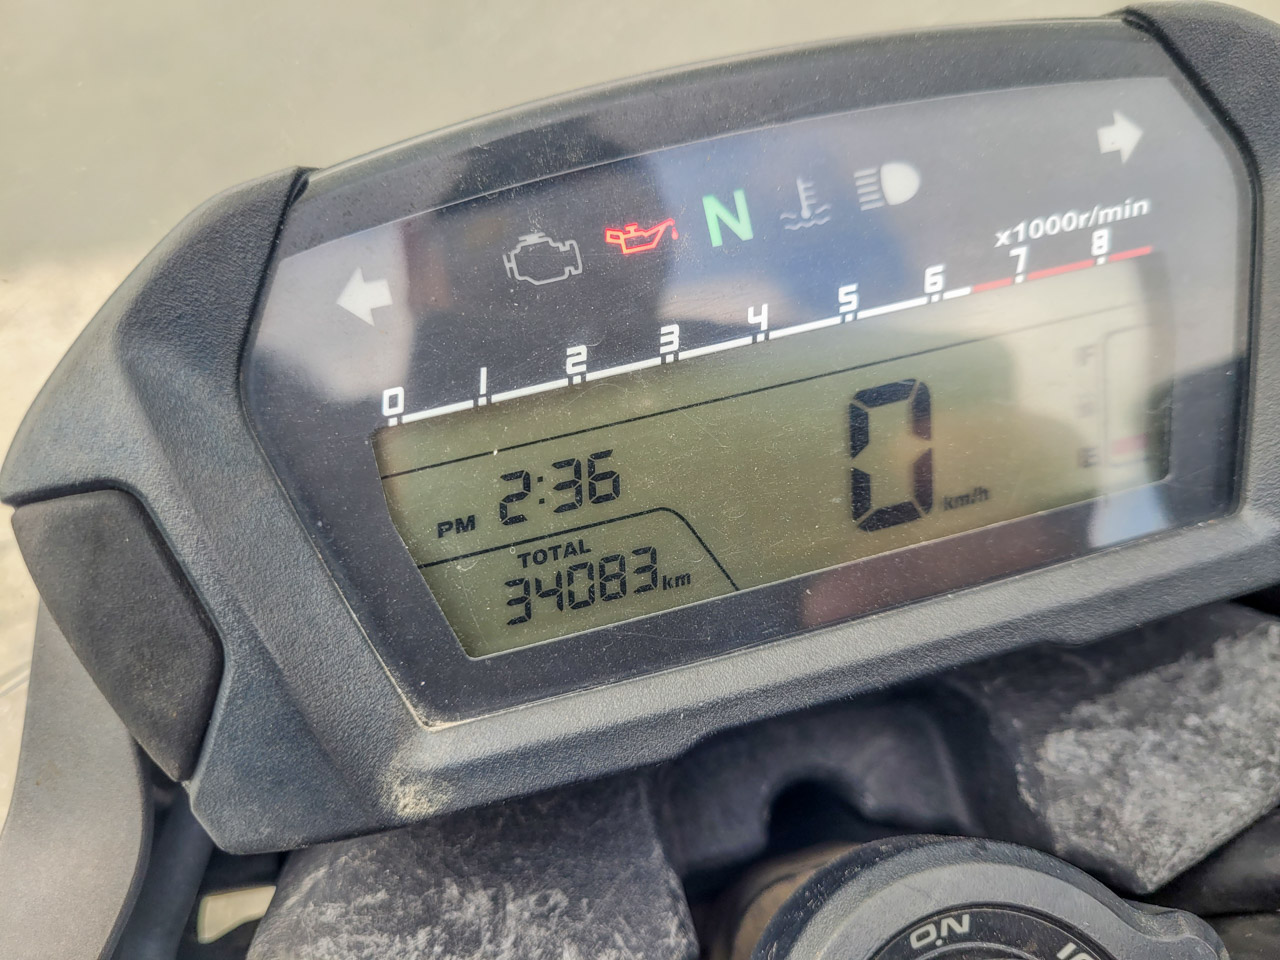 N
x1000r/min
0 1 2 3 4 5 6 7 8
PM 2:36
0 km/h
F
E
TOTAL
34083 km
ON